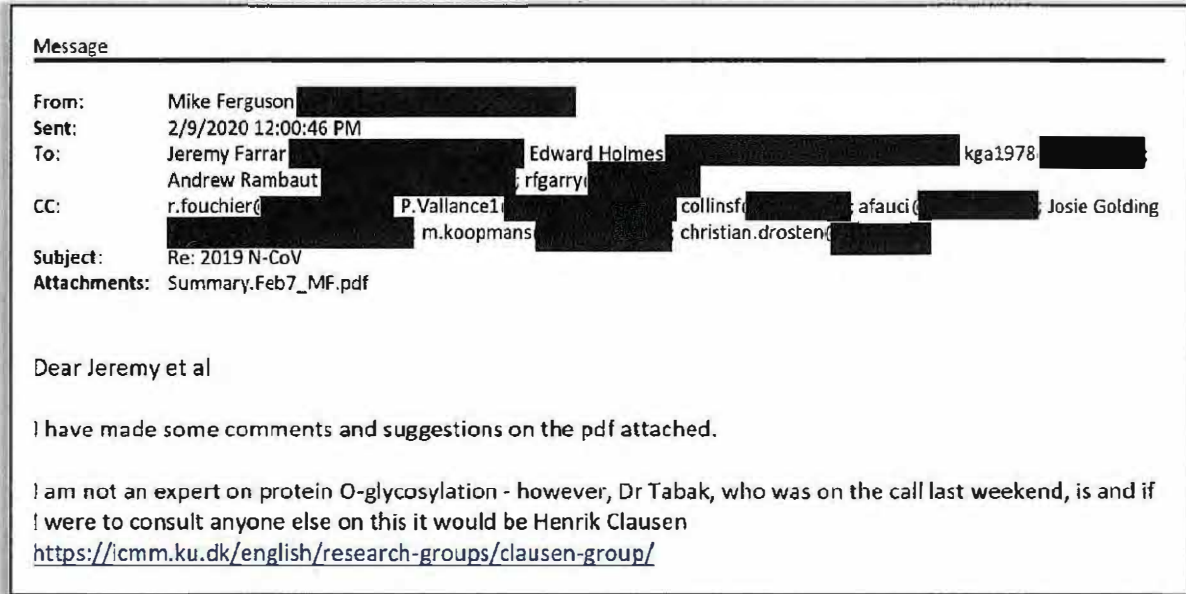 Message
From: Mike Ferguson
Sent: 2/9/2020 12:00:46 PM
To: Jeremy Farrar Edward Holmes kga1978
Andrew Rambaut ; rfgarry
CC: r.fouchier@ P.Vallance1 collinsf ; afauci@ ; Josie Golding
; m.koopmans ; christian.drosten
Subject: Re: 2019 N-CoV
Attachments: Summary.Feb7_MF.pdf
Dear Jeremy et al
I have made some comments and suggestions on the pdf attached.
I am not an expert on protein O-glycosylation - however, Dr Tabak, who was on the call last weekend, is and if
I were to consult anyone else on this it would be Henrik Clausen
https://icmm.ku.dk/english/research-groups/clausen-group/